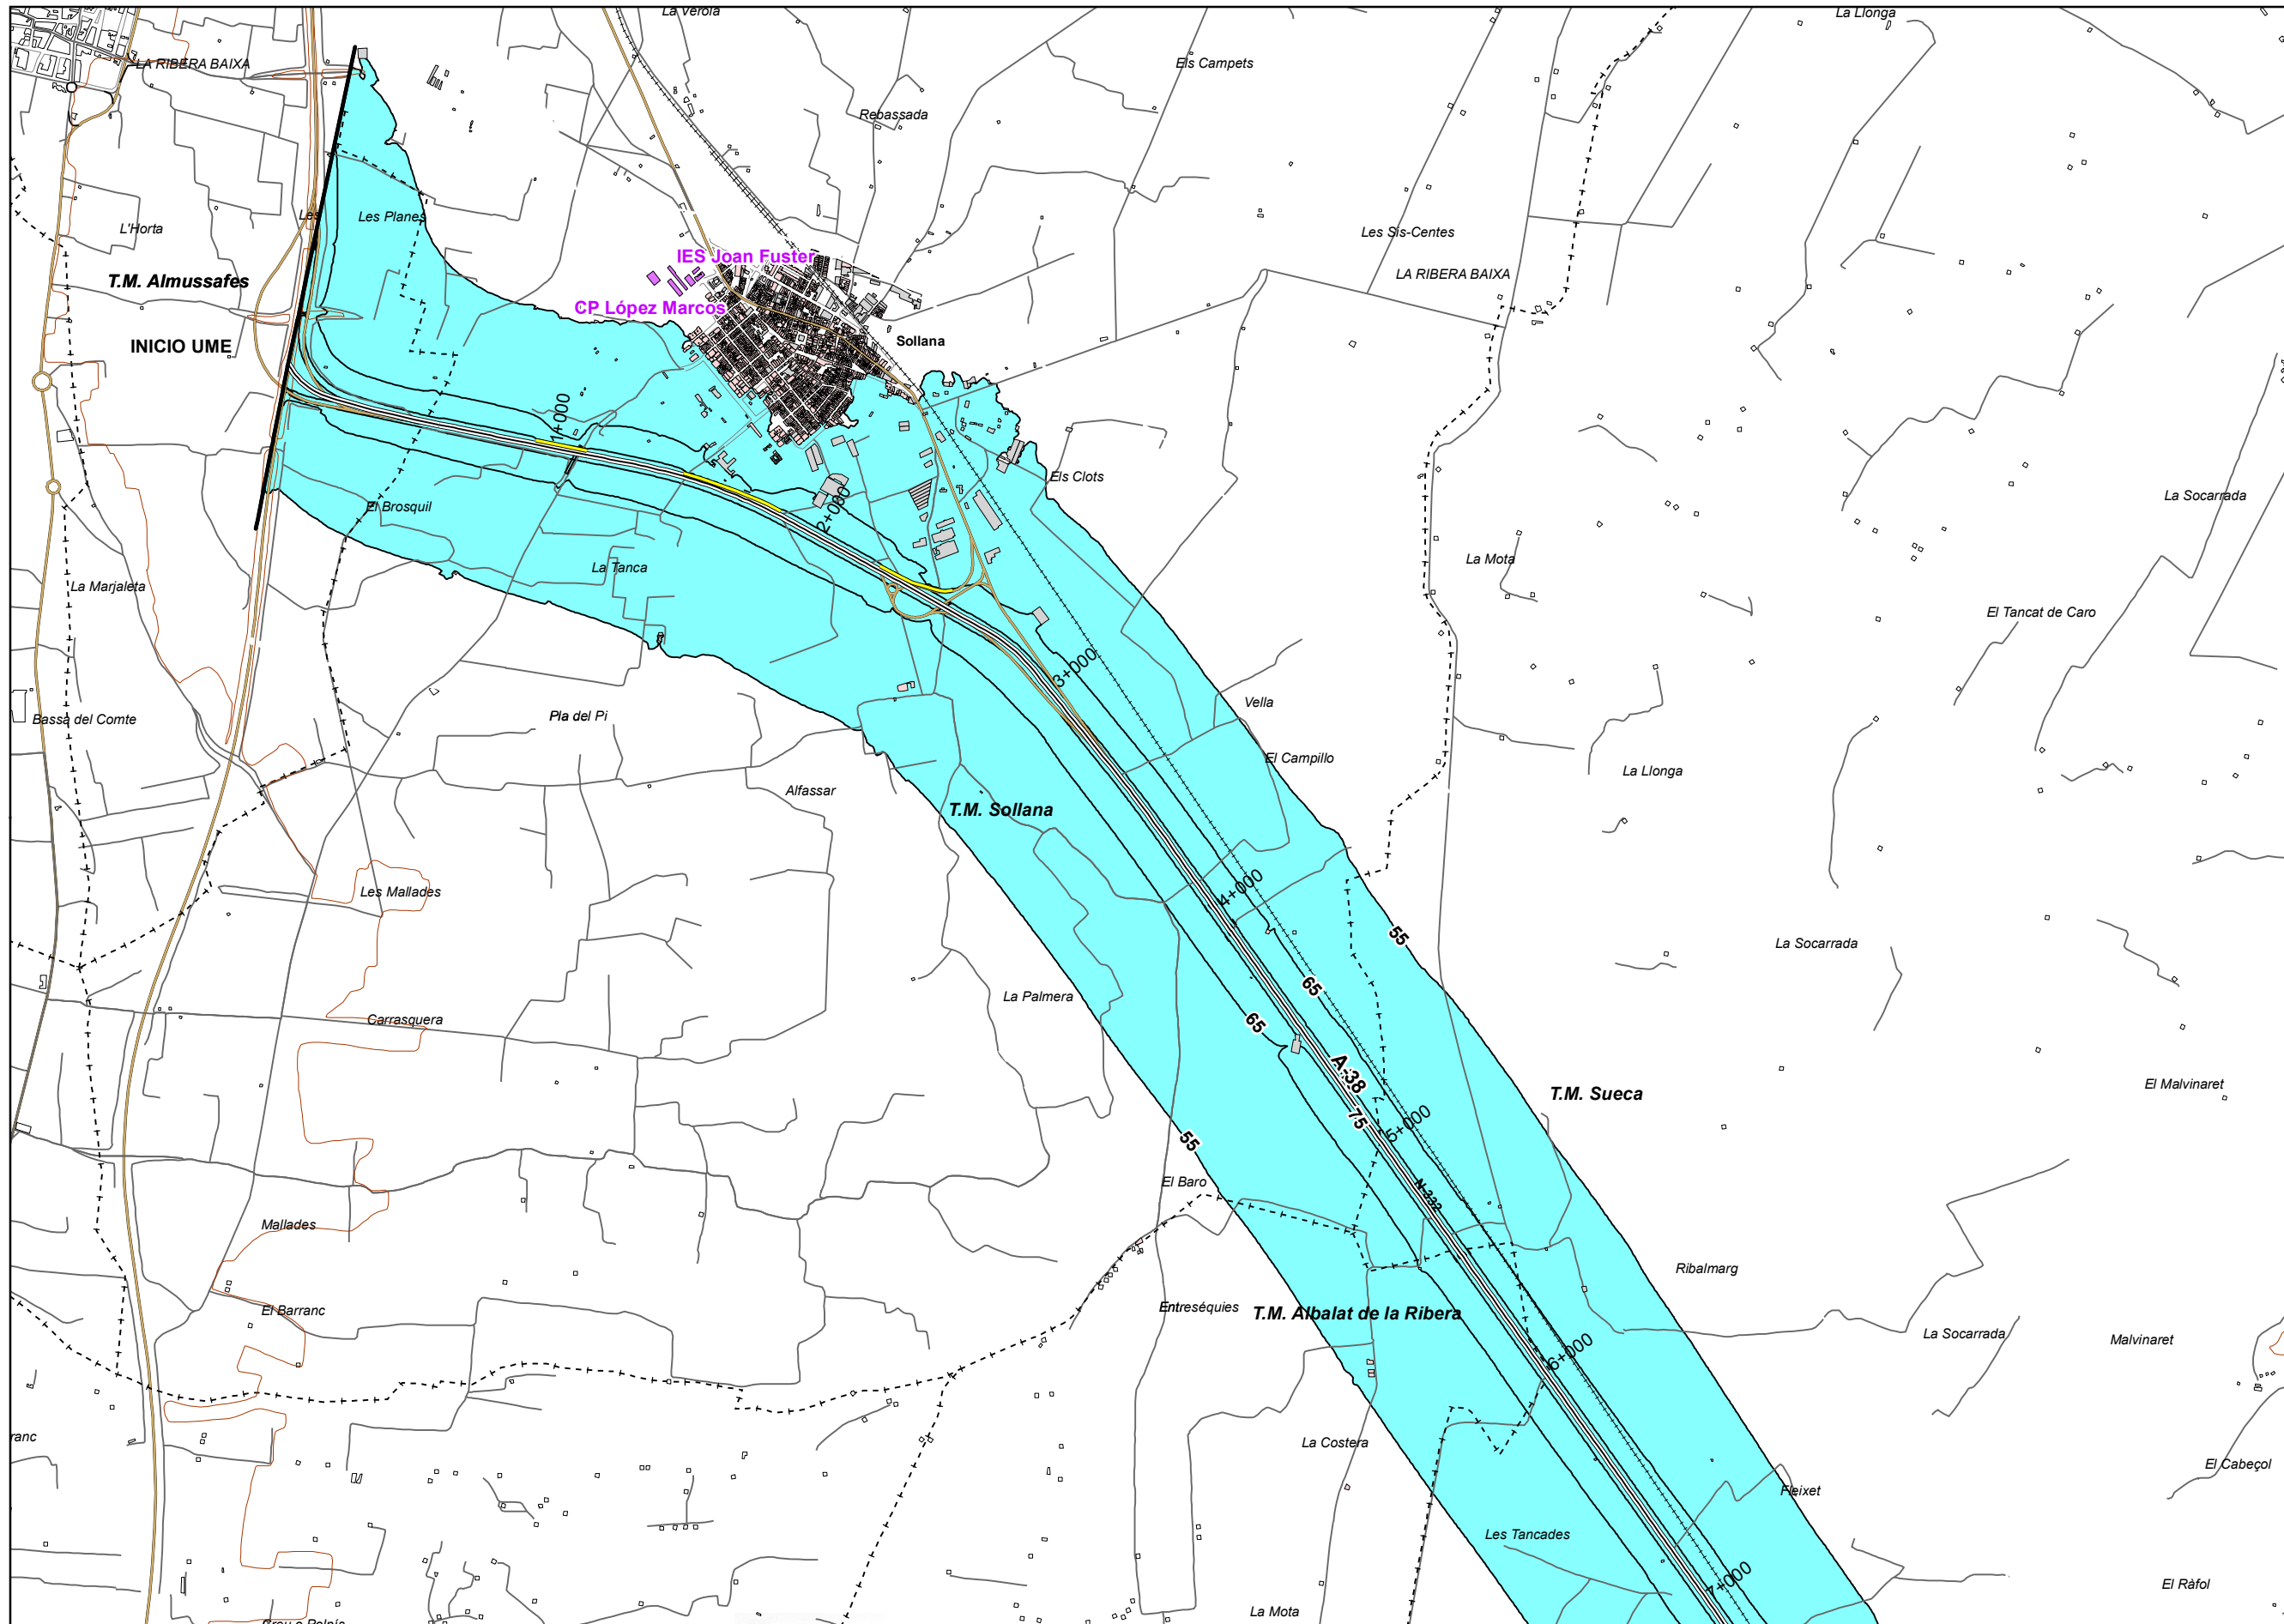 La Verola
La Llonga
LA RIBERA BAIXA
Els Campets
Rebassada
L'Horta
Les
Les Planes
Les Sis-Centes
IES Joan Fuster
LA RIBERA BAIXA
T.M. Almussafes
CP López Marcos
INICIO UME
Sollana
1+000
Els Clots
La Socarrada
El Brosquil
2+000
La Mota
La Tanca
La Marjaleta
El Tancat de Caro
3+000
Vella
Bassa del Comte
Pla del Pi
El Campillo
La Llonga
Alfassar
T.M. Sollana
4+000
Les Mallades
55
La Socarrada
65
La Palmera
65
Carrasquera
A-38
El Malvinaret
T.M. Sueca
75
5+000
55
El Baro
N-332
Mallades
Ribalmarg
Entreséquies
El Barranc
T.M. Albalat de la Ribera
La Socarrada
Malvinaret
6+000
ranc
La Costera
El Cabeçol
Fleixet
Les Tancades
7+000
El Ràfol
La Mota